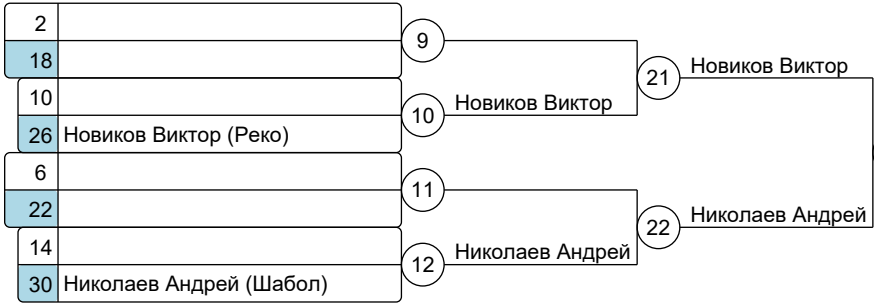 2
9
18
21 Новиков Виктор
10
10 Новиков Виктор
26 Новиков Виктор (Реко)
6
11
22
22 Николаев Андрей
14
12 Николаев Андрей
30 Николаев Андрей (Шабол)